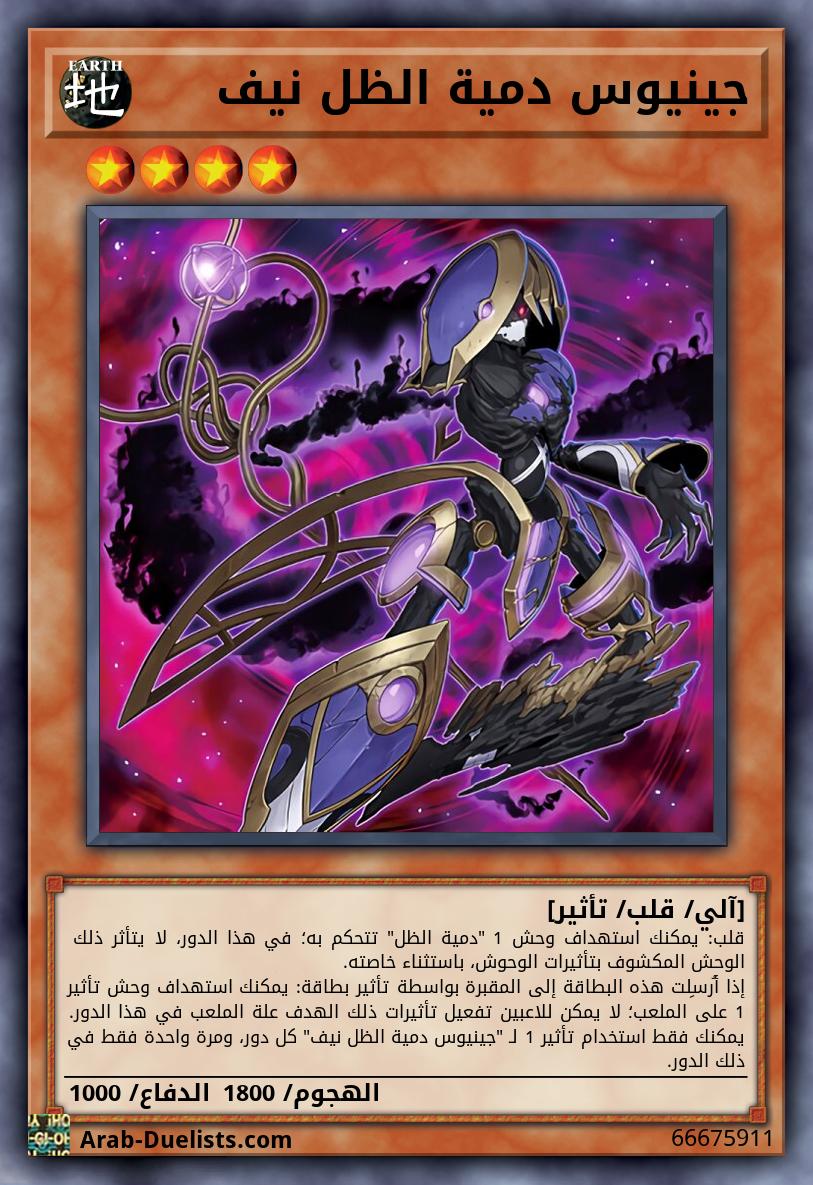 جينيوس دمية الظل نيف
EARTH
地
[آلي/ قلب/ تأثير]
قلب: يمكنك استهداف وحش 1 "دمية الظل" تتحكم به؛ في هذا الدور، لا يتأثر ذلك
الوحش المكشوف بتأثيرات الوحوش، باستثناء خاصته.
إذا أُرسِلت هذه البطاقة إلى المقبرة بواسطة تأثير بطاقة: يمكنك استهداف وحش تأثير
1 على الملعب؛ لا يمكن للاعبين تفعيل تأثيرات ذلك الهدف علة الملعب في هذا الدور.
يمكنك فقط استخدام تأثير 1 لـ "جينيوس دمية الظل نيف" كل دور، ومرة واحدة فقط في
ذلك الدور.
الهجوم/ 1800 الدفاع/ 1000
Arab-Duelists.com
66675911